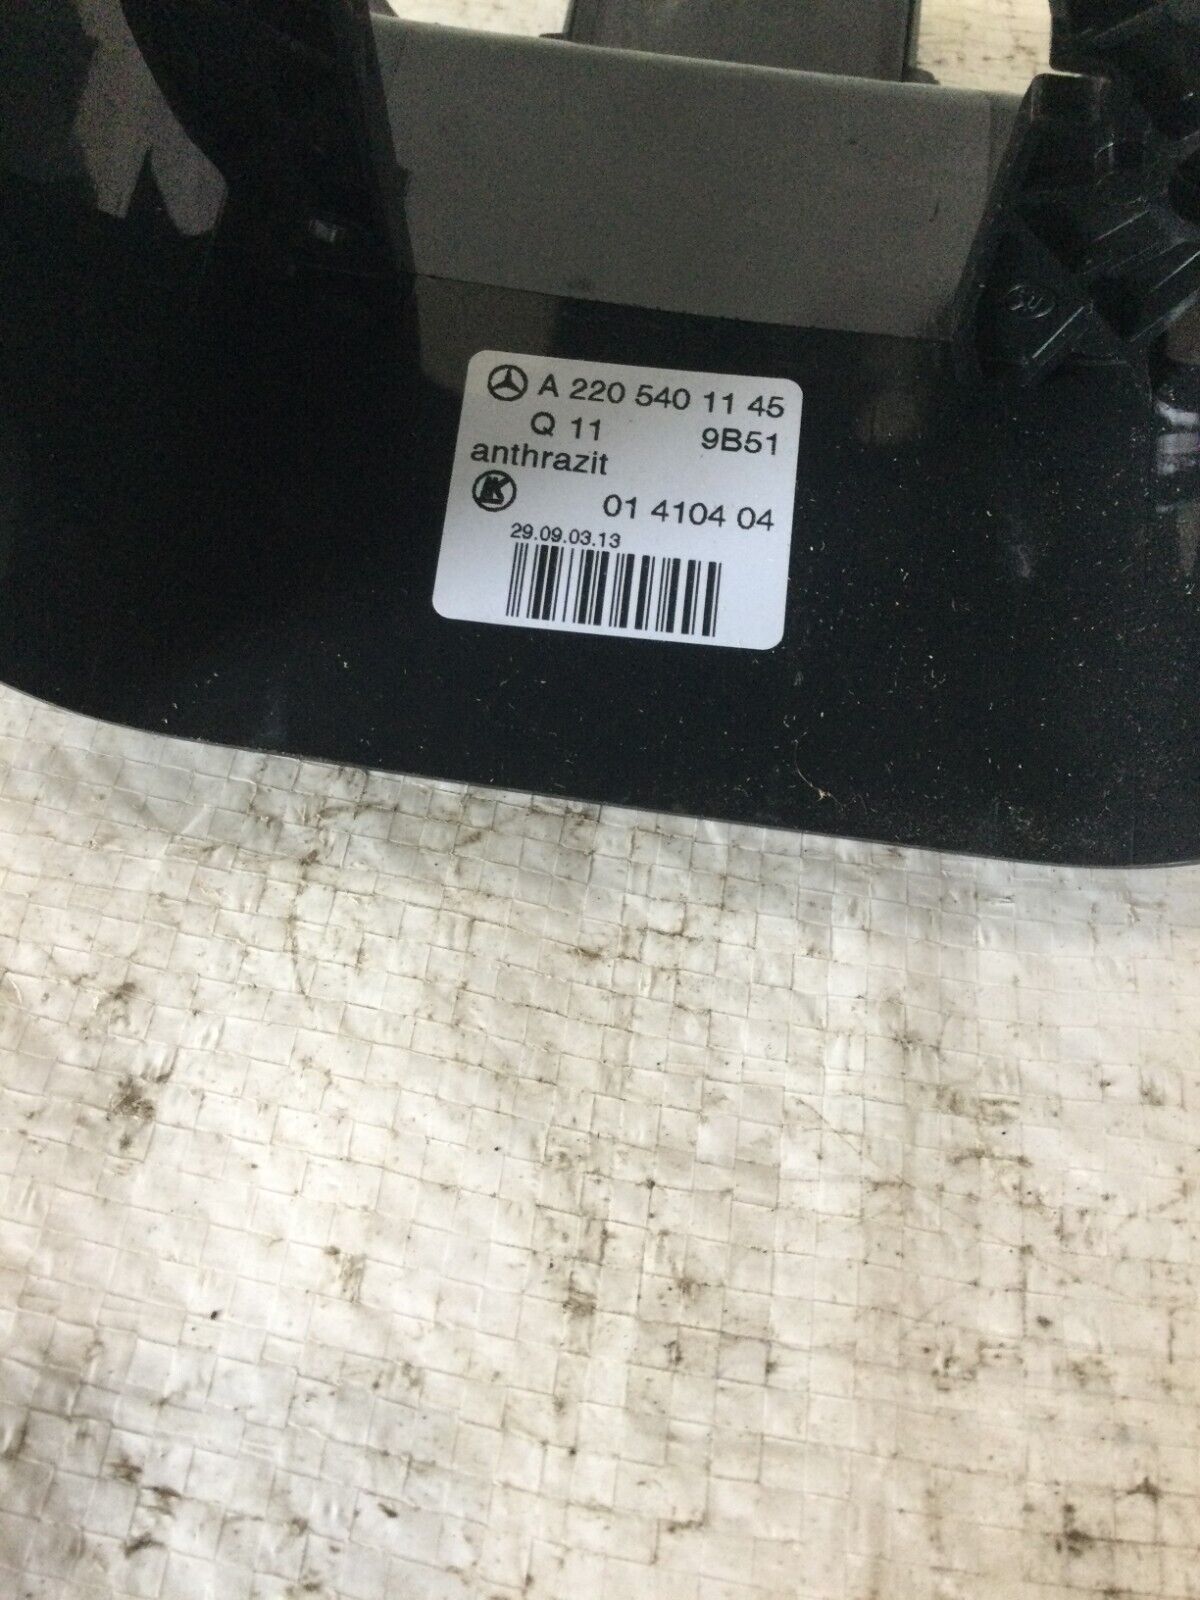 A 220 540 11 45
Q 11 9B51
anthrazit
K
01 4104 04
29.09.03.13